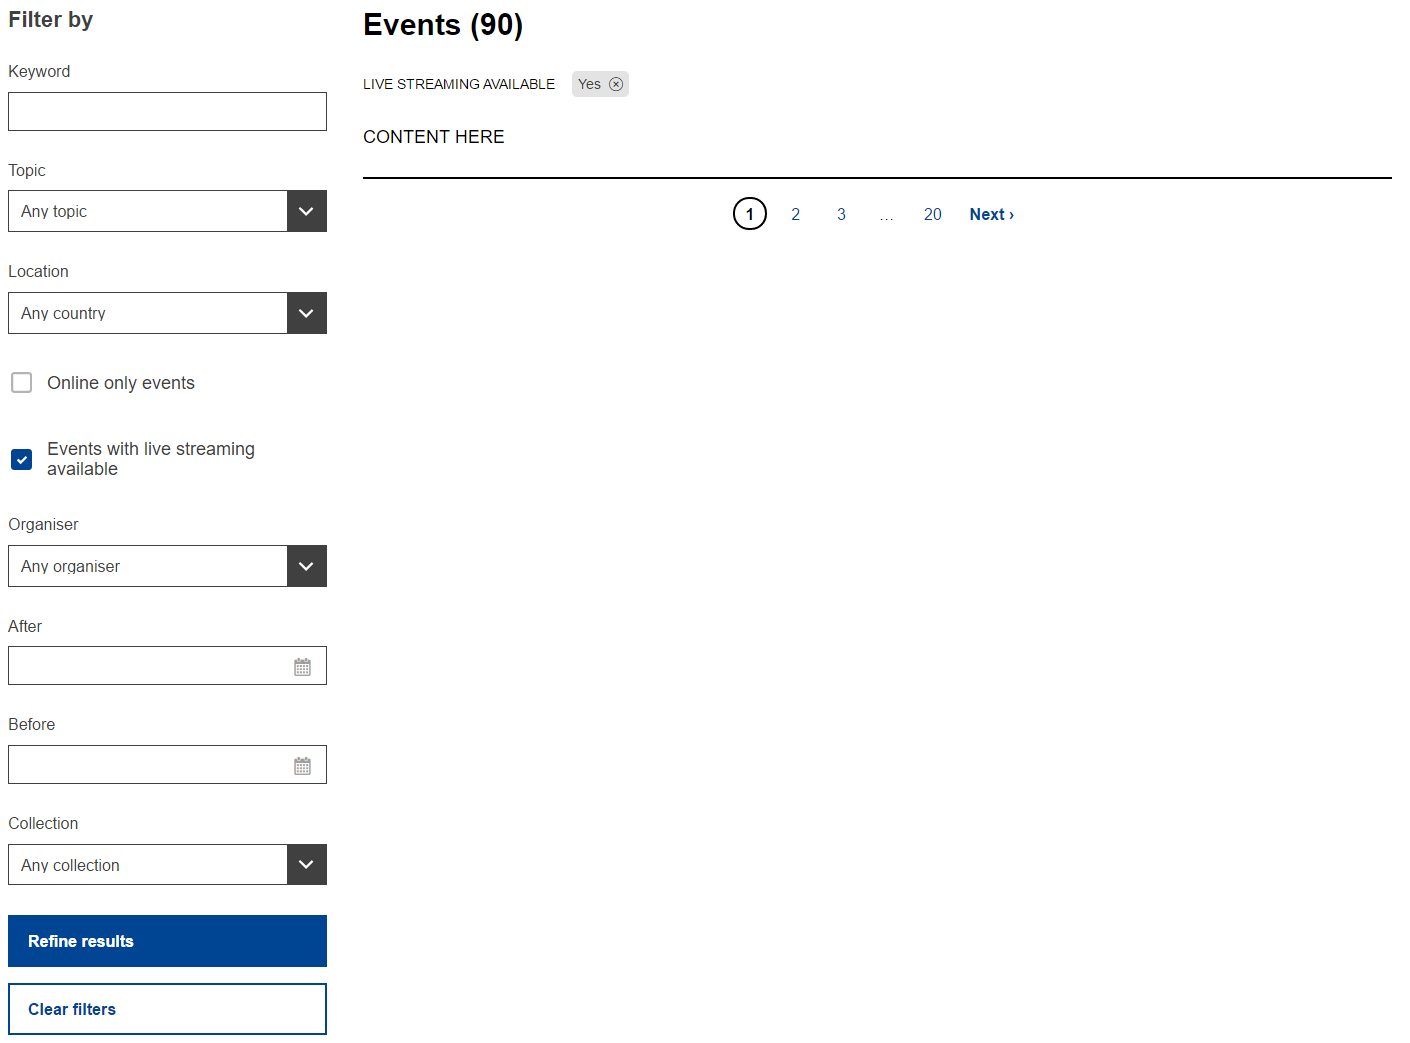 Filter by
Keyword
Topic
Any topic
Location
Any country
Online only events
Events with live streaming
available
Organiser
Any organiser
After
Before
Collection
Any collection
Refine results
Clear filters
Events (90)
LIVE STREAMING AVAILABLE Yes
CONTENT HERE
1 2 3 … 20 Next ›